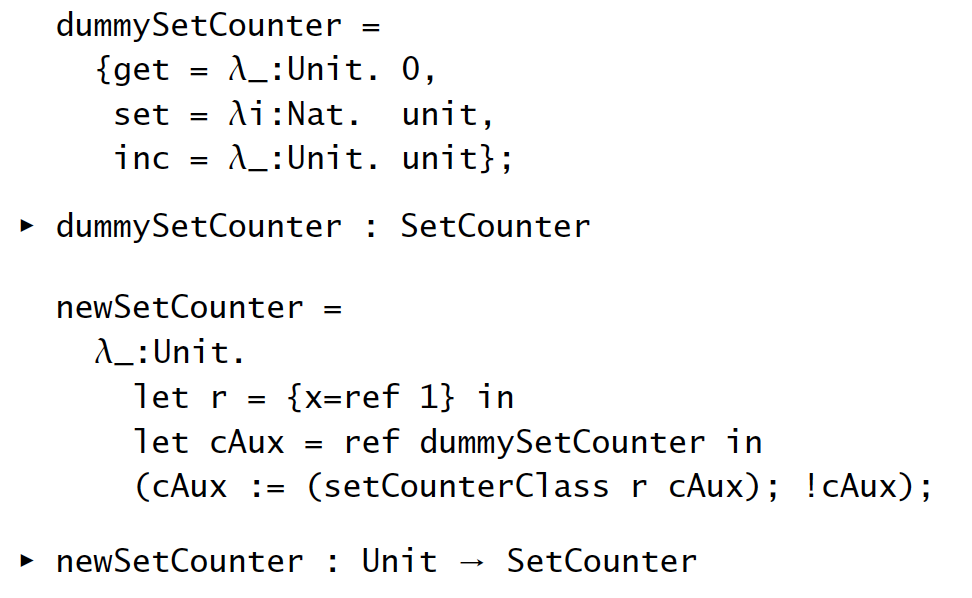 dummySetCounter =
{get = λ_:Unit. 0,
set = λi:Nat. unit,
inc = λ_:Unit. unit};
▸ dummySetCounter : SetCounter
newSetCounter =
λ_:Unit.
let r = {x=ref 1} in
let cAux = ref dummySetCounter in
(cAux := (setCounterClass r cAux); !cAux);
▸ newSetCounter : Unit → SetCounter